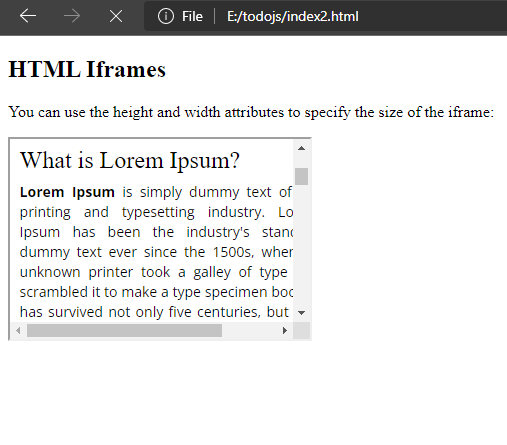 File | E:/todojs/index2.html
HTML Iframes
You can use the height and width attributes to specify the size of the iframe:
What is Lorem Ipsum?
Lorem Ipsum is simply dummy text of
printing and typesetting industry. Lo
Ipsum has been the industry's stand
dummy text ever since the 1500s, when
unknown printer took a galley of type
scrambled it to make a type specimen boo
has survived not only five centuries, but